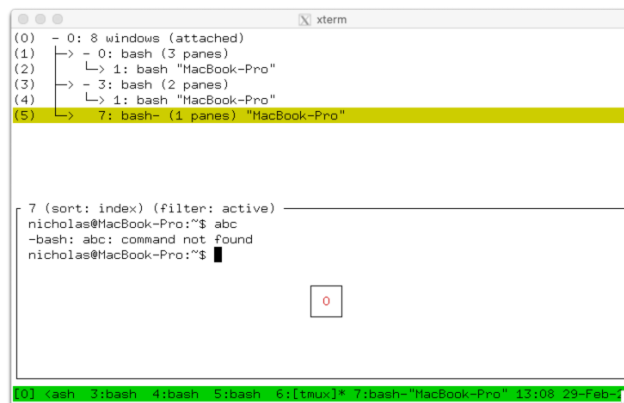 xterm
(0) - 0: 8 windows (attached)
(1) ├─> - 0: bash (3 panes)
(2) │ └─> 1: bash "MacBook-Pro"
(3) ├─> - 3: bash (2 panes)
(4) │ └─> 1: bash "MacBook-Pro"
(5) └─> 7: bash- (1 panes) "MacBook-Pro"
7 (sort: index) (filter: active)
nicholas@MacBook-Pro:~$ abc
-bash: abc: command not found
nicholas@MacBook-Pro:~$
0
[0] <ash 3:bash 4:bash 5:bash 6:[tmux]* 7:bash-"MacBook-Pro" 13:08 29-Feb-